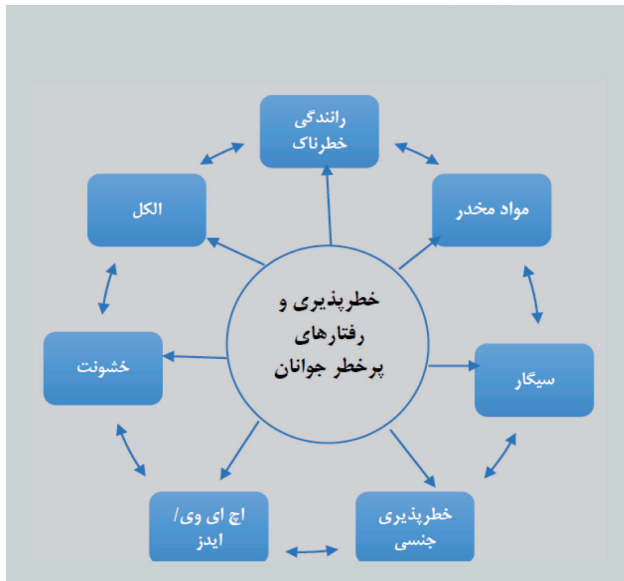 رانندگی
خطرناک
مواد مخدر
الکل
خطرپذیری و
رفتارهای
پرخطر جوانان
سیگار
خشونت
خطرپذیری
جنسی
اچ ای وی/
ایدز